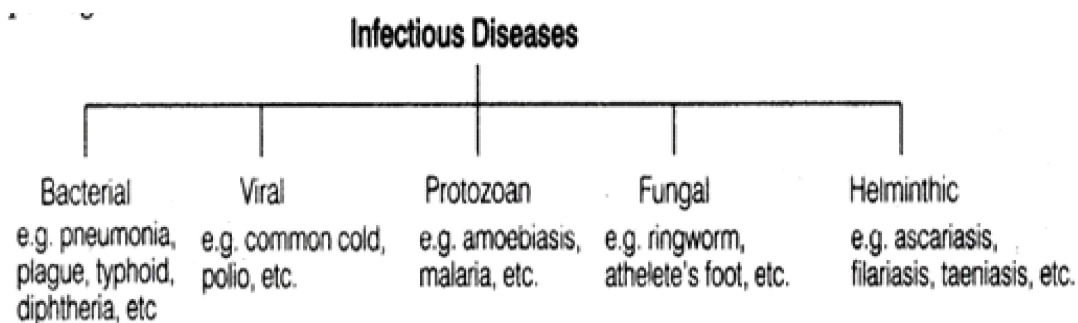 Infectious Diseases
Bacterial
e.g. pneumonia,
plague, typhoid,
diphtheria, etc
Viral
e.g. common cold,
polio, etc.
Protozoan
e.g. amoebiasis,
malaria, etc.
Fungal
e.g. ringworm,
athelete's foot, etc.
Helminthic
e.g. ascariasis,
filariasis, taeniasis, etc.